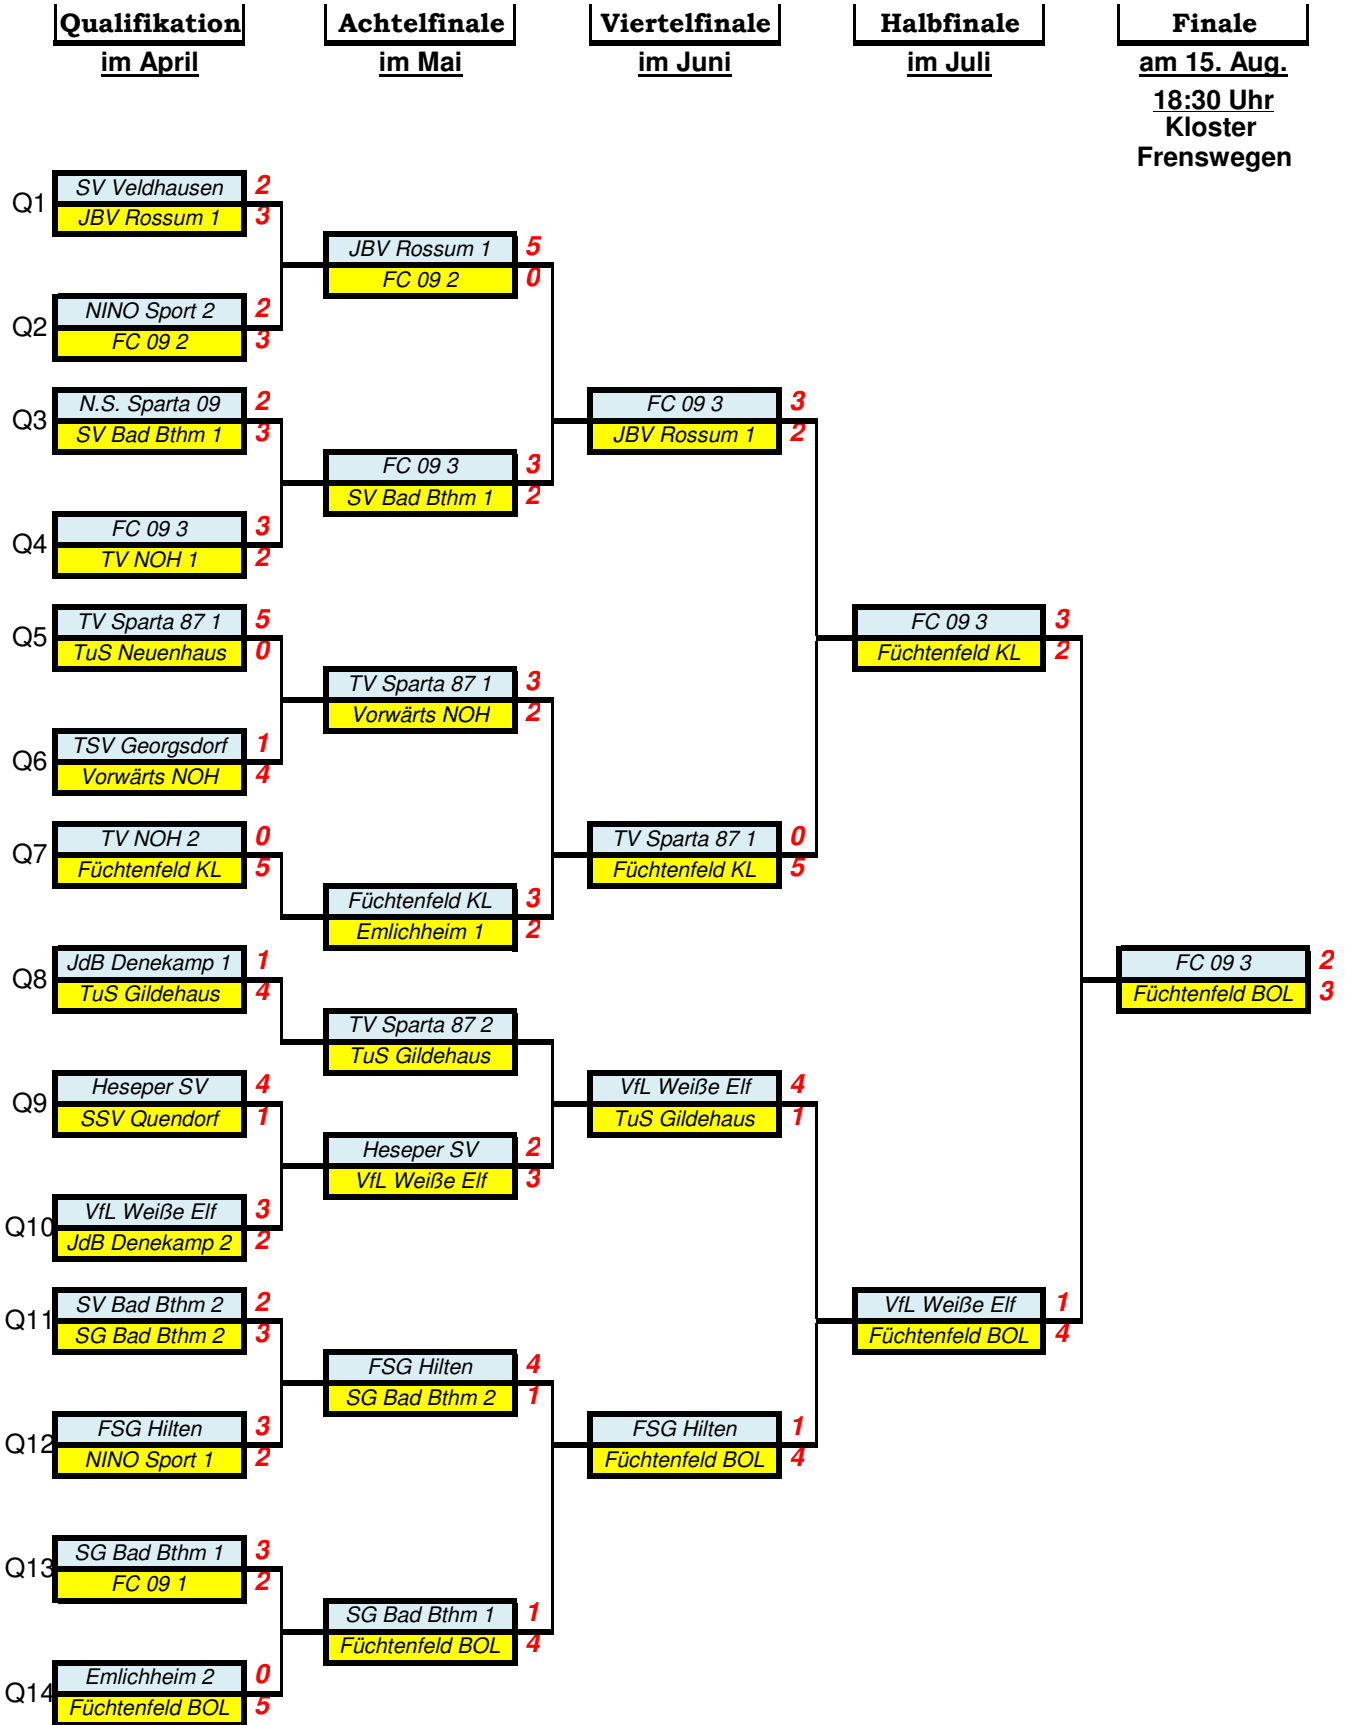 Qualifikation Achtelfinale Viertelfinale Halbfinale Finale
im April im Mai im Juni im Juli am 15. Aug.
18:30 Uhr
Kloster
Frenswegen
Q1
SV Veldhausen 2
JBV Rossum 1 3
Q2
NINO Sport 2 2
FC 09 2 3
Q3
N.S. Sparta 09 2
SV Bad Bthm 1 3
Q4
FC 09 3 3
TV NOH 1 2
Q5
TV Sparta 87 1 5
TuS Neuenhaus 0
Q6
TSV Georgsdorf 1
Vorwärts NOH 4
Q7
TV NOH 2 0
Füchtenfeld KL 5
Q8
JdB Denekamp 1 1
TuS Gildehaus 4
Q9
Heseper SV 4
SSV Quendorf 1
Q10
VfL Weiße Elf 3
JdB Denekamp 2 2
Q11
SV Bad Bthm 2 2
SG Bad Bthm 2 3
Q12
FSG Hilten 3
NINO Sport 1 2
Q13
SG Bad Bthm 1 3
FC 09 1 2
Q14
Emlichheim 2 0
Füchtenfeld BOL 5
JBV Rossum 1 5
FC 09 2 0
FC 09 3 3
SV Bad Bthm 1 2
TV Sparta 87 1 3
Vorwärts NOH 2
Füchtenfeld KL 3
Emlichheim 1 2
TV Sparta 87 2
TuS Gildehaus
Heseper SV 2
VfL Weiße Elf 3
FSG Hilten 4
SG Bad Bthm 2 1
SG Bad Bthm 1 1
Füchtenfeld BOL 4
FC 09 3 3
JBV Rossum 1 2
TV Sparta 87 1 0
Füchtenfeld KL 5
VfL Weiße Elf 4
TuS Gildehaus 1
FSG Hilten 1
Füchtenfeld BOL 4
FC 09 3 3
Füchtenfeld KL 2
VfL Weiße Elf 1
Füchtenfeld BOL 4
FC 09 3 2
Füchtenfeld BOL 3